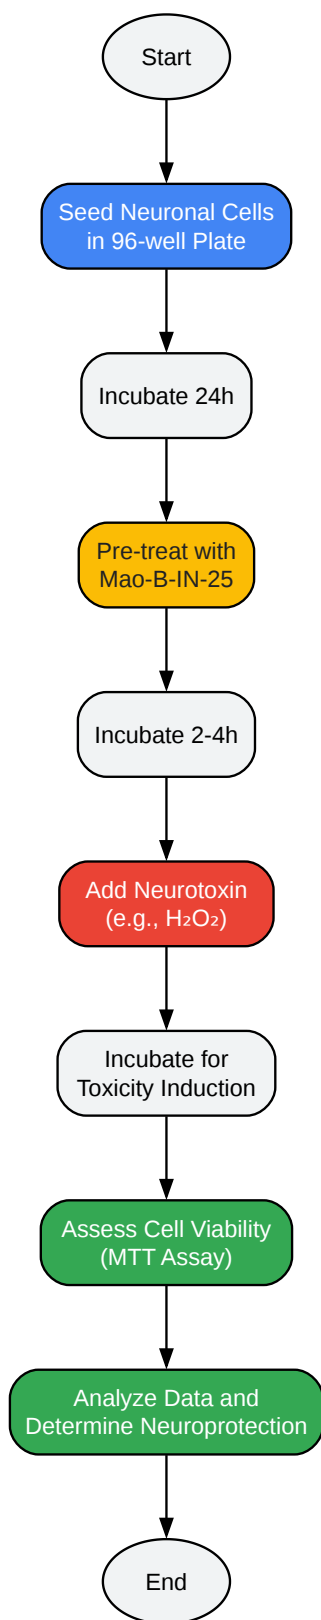 Start
Seed Neuronal Cells
in 96-well Plate
Incubate 24h
Pre-treat with
Mao-B-IN-25
Incubate 2-4h
Add Neurotoxin
(e.g., H₂O₂)
Incubate for
Toxicity Induction
Assess Cell Viability
(MTT Assay)
Analyze Data and
Determine Neuroprotection
End